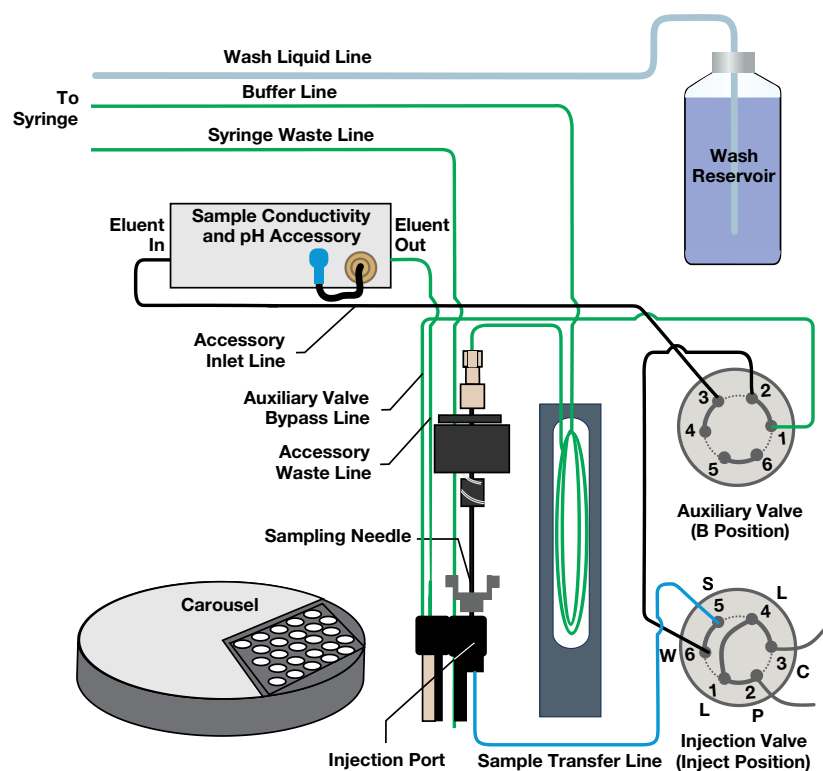 Wash Liquid Line
To
Syringe
Buffer Line
Syringe Waste Line
Wash
Reservoir
Eluent
In
Sample Conductivity
and pH Accessory
Eluent
Out
Accessory
Inlet Line
Auxiliary Valve
Bypass Line
Accessory
Waste Line
3
2
4
1
5
6
Auxiliary Valve
(B Position)
Sampling Needle
Carousel
S
L
5
4
W
6
3
C
1
2
L
P
Injection Port
Sample Transfer Line
Injection Valve
(Inject Position)